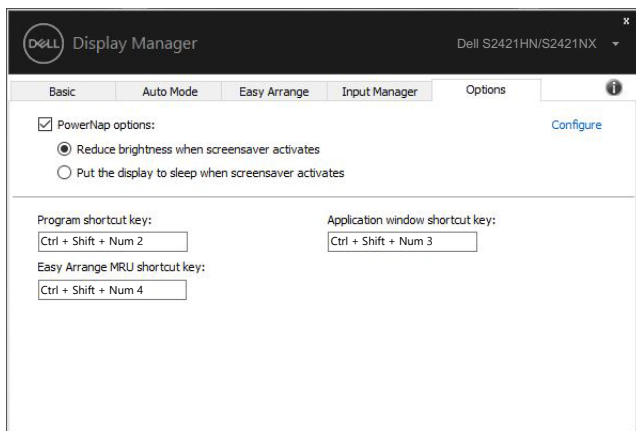 x
DELL Display Manager Dell S2421HN/S2421NX
Basic Auto Mode Easy Arrange Input Manager Options i
PowerNap options: Configure
Reduce brightness when screensaver activates
Put the display to sleep when screensaver activates
Program shortcut key: Application window shortcut key:
Ctrl + Shift + Num 2 Ctrl + Shift + Num 3
Easy Arrange MRU shortcut key:
Ctrl + Shift + Num 4